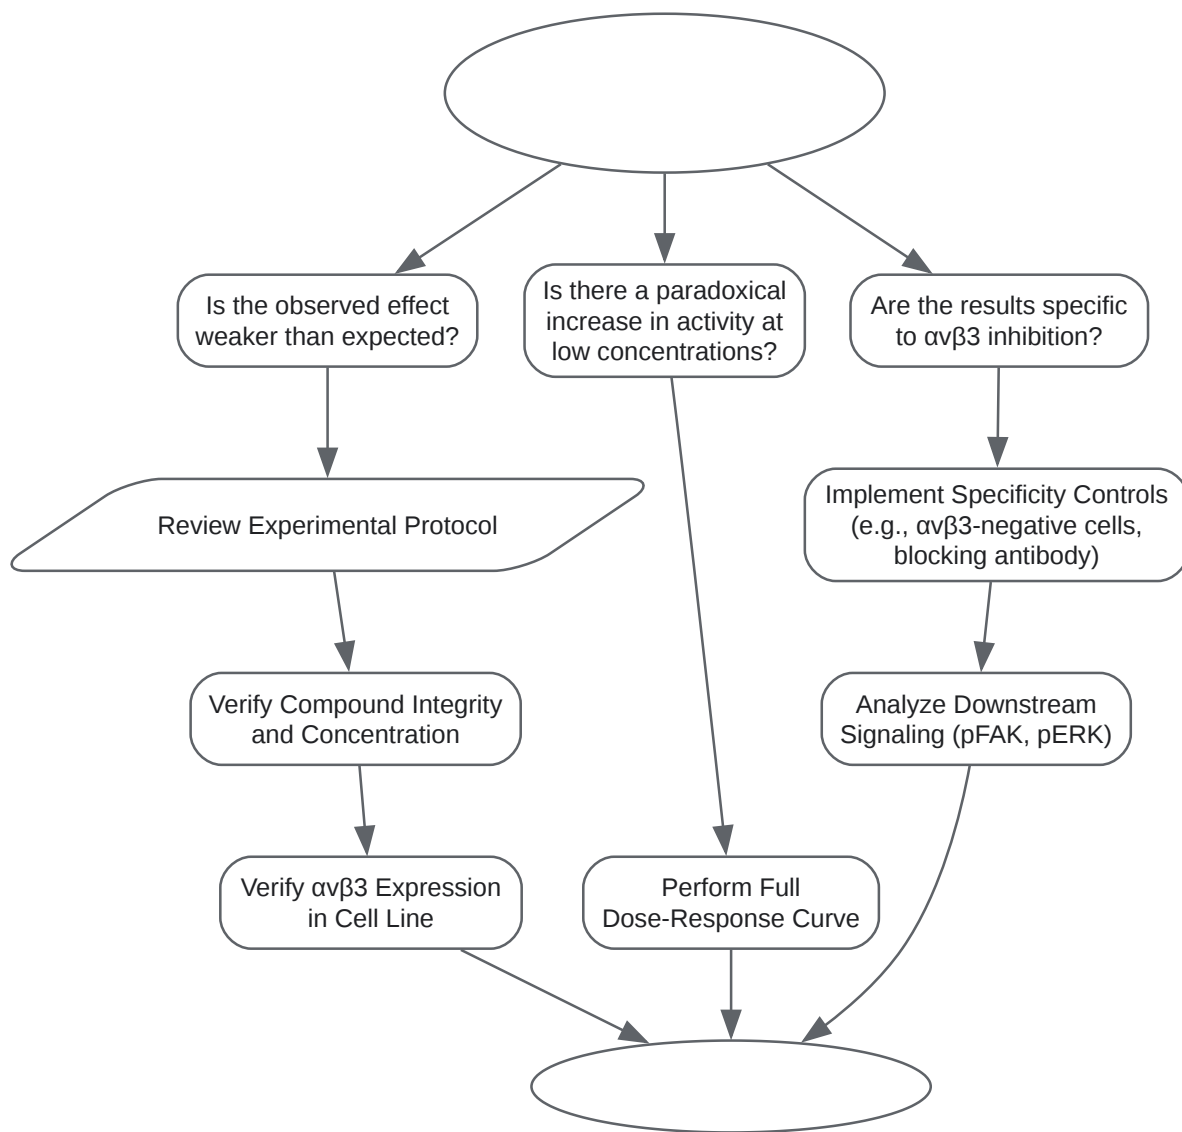 Is the observed effect
weaker than expected?
Is there a paradoxical
increase in activity at
low concentrations?
Are the results specific
to αvβ3 inhibition?
Review Experimental Protocol
Implement Specificity Controls
(e.g., αvβ3-negative cells,
blocking antibody)
Verify Compound Integrity
and Concentration
Analyze Downstream
Signaling (pFAK, pERK)
Verify αvβ3 Expression
in Cell Line
Perform Full
Dose-Response Curve